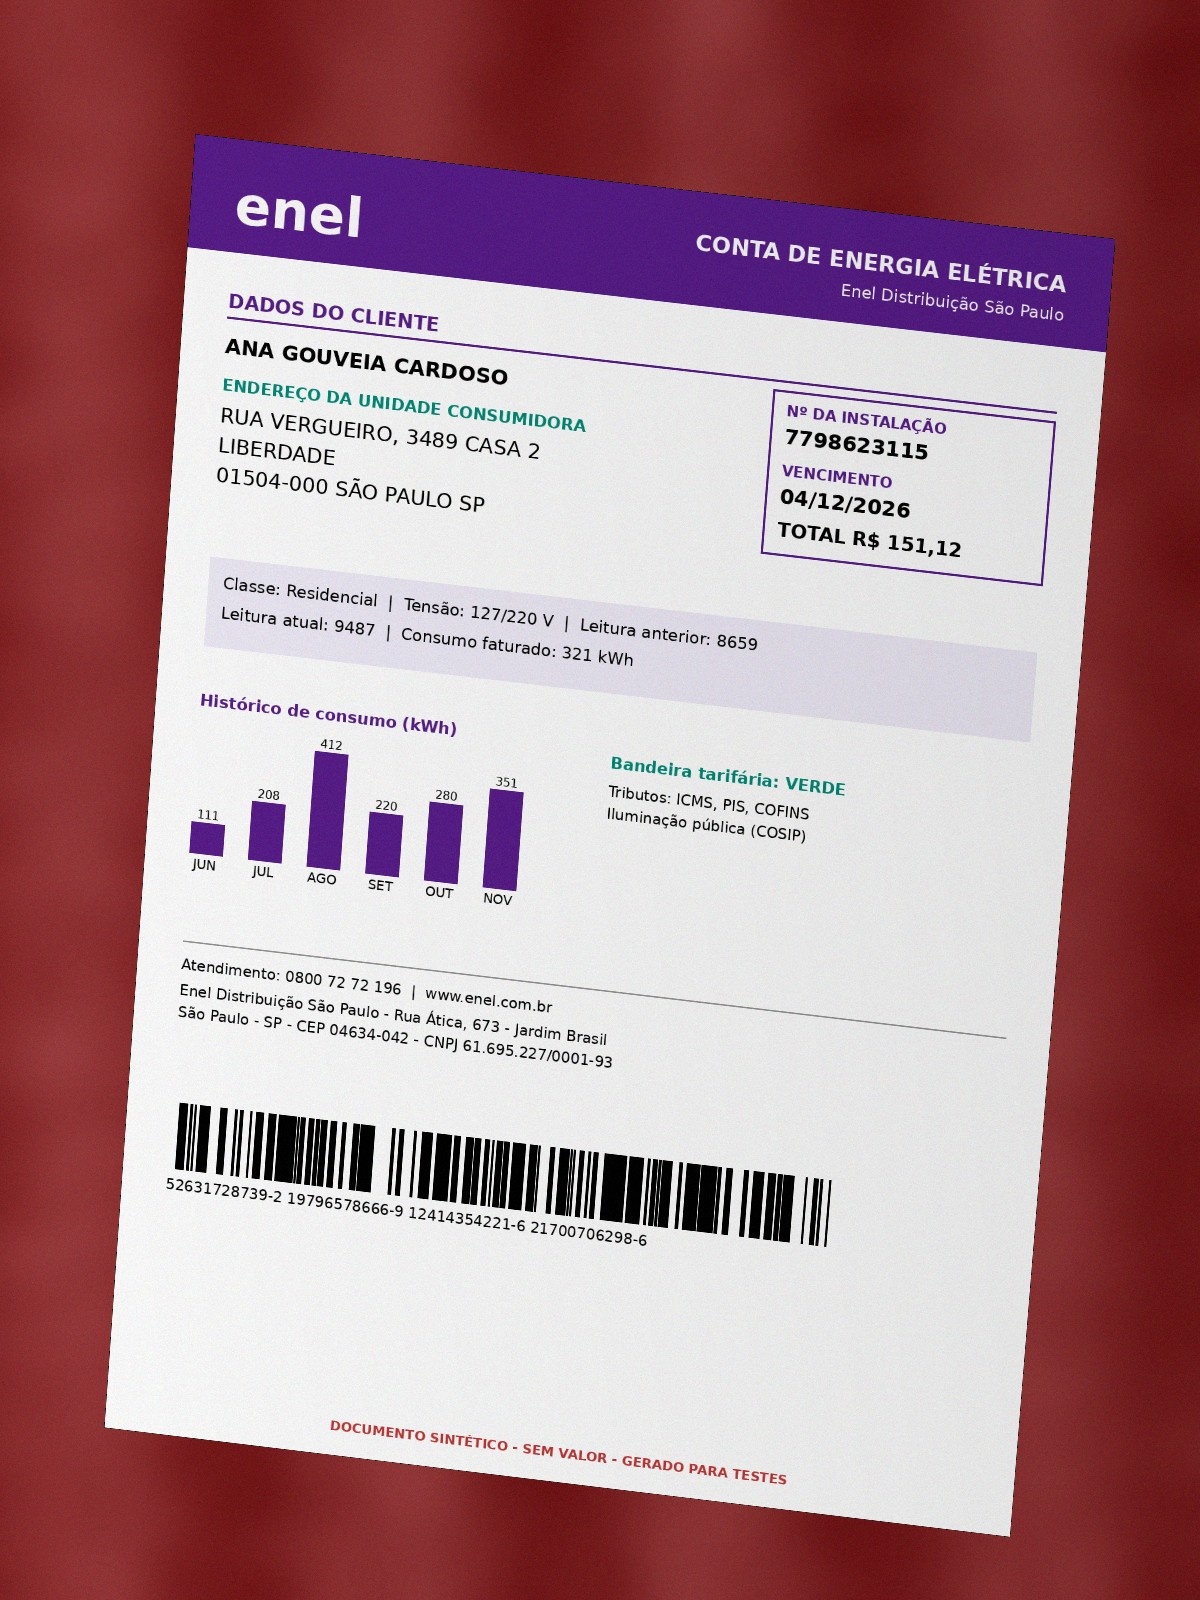 enel
CONTA DE ENERGIA ELÉTRICA
Enel Distribuição São Paulo
DADOS DO CLIENTE
ANA GOUVEIA CARDOSO
ENDEREÇO DA UNIDADE CONSUMIDORA
RUA VERGUEIRO, 3489 CASA 2
LIBERDADE
01504-000 SÃO PAULO SP
Nº DA INSTALAÇÃO
7798623115
VENCIMENTO
04/12/2026
TOTAL R$ 151,12
Classe: Residencial | Tensão: 127/220 V | Leitura anterior: 8659
Leitura atual: 9487 | Consumo faturado: 321 kWh
Histórico de consumo (kWh)
111 208 412 220 280 351
JUN JUL AGO SET OUT NOV
Bandeira tarifária: VERDE
Tributos: ICMS, PIS, COFINS
Iluminação pública (COSIP)
Atendimento: 0800 72 72 196 | www.enel.com.br
Enel Distribuição São Paulo - Rua Ática, 673 - Jardim Brasil
São Paulo - SP - CEP 04634-042 - CNPJ 61.695.227/0001-93
52631728739-2 19796578666-9 12414354221-6 21700706298-6
DOCUMENTO SINTÉTICO - SEM VALOR - GERADO PARA TESTES